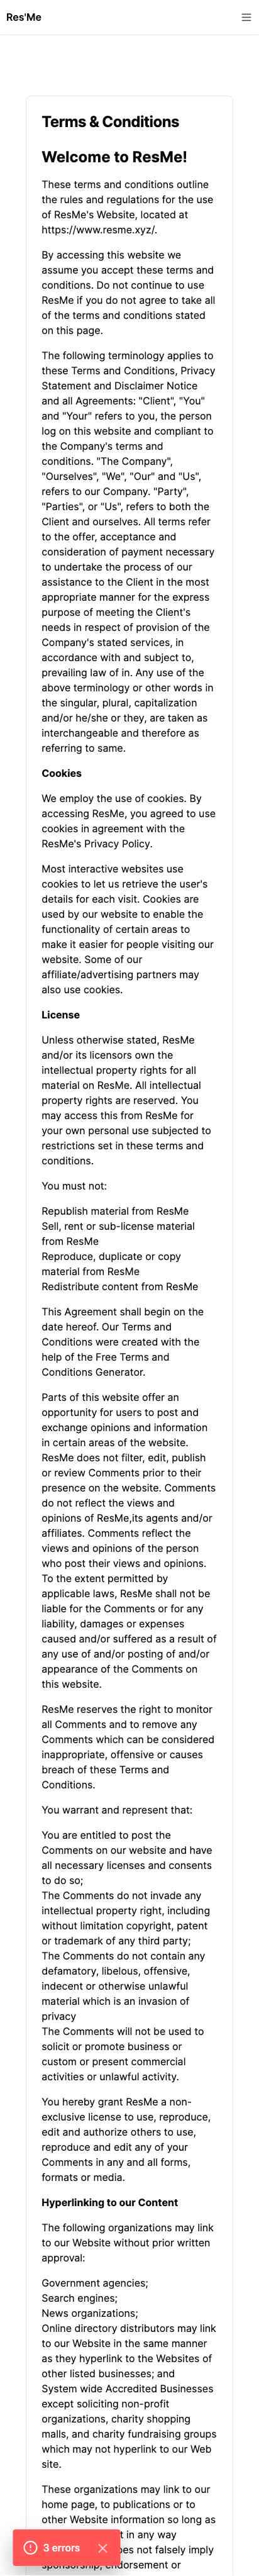 Res'Me
Terms & Conditions
Welcome to ResMe!
These terms and conditions outline
the rules and regulations for the use
of ResMe's Website, located at
https://www.resme.xyz/.
By accessing this website we
assume you accept these terms and
conditions. Do not continue to use
ResMe if you do not agree to take all
of the terms and conditions stated
on this page.
The following terminology applies to
these Terms and Conditions, Privacy
Statement and Disclaimer Notice
and all Agreements: "Client", "You"
and "Your" refers to you, the person
log on this website and compliant to
the Company's terms and
conditions. "The Company",
"Ourselves", "We", "Our" and "Us",
refers to our Company. "Party",
"Parties", or "Us", refers to both the
Client and ourselves. All terms refer
to the offer, acceptance and
consideration of payment necessary
to undertake the process of our
assistance to the Client in the most
appropriate manner for the express
purpose of meeting the Client's
needs in respect of provision of the
Company's stated services, in
accordance with and subject to,
prevailing law of in. Any use of the
above terminology or other words in
the singular, plural, capitalization
and/or he/she or they, are taken as
interchangeable and therefore as
referring to same.
Cookies
We employ the use of cookies. By
accessing ResMe, you agreed to use
cookies in agreement with the
ResMe's Privacy Policy.
Most interactive websites use
cookies to let us retrieve the user's
details for each visit. Cookies are
used by our website to enable the
functionality of certain areas to
make it easier for people visiting our
website. Some of our
affiliate/advertising partners may
also use cookies.
License
Unless otherwise stated, ResMe
and/or its licensors own the
intellectual property rights for all
material on ResMe. All intellectual
property rights are reserved. You
may access this from ResMe for
your own personal use subjected to
restrictions set in these terms and
conditions.
You must not:
Republish material from ResMe
Sell, rent or sub-license material
from ResMe
Reproduce, duplicate or copy
material from ResMe
Redistribute content from ResMe
This Agreement shall begin on the
date hereof. Our Terms and
Conditions were created with the
help of the Free Terms and
Conditions Generator.
Parts of this website offer an
opportunity for users to post and
exchange opinions and information
in certain areas of the website.
ResMe does not filter, edit, publish
or review Comments prior to their
presence on the website. Comments
do not reflect the views and
opinions of ResMe,its agents and/or
affiliates. Comments reflect the
views and opinions of the person
who post their views and opinions.
To the extent permitted by
applicable laws, ResMe shall not be
liable for the Comments or for any
liability, damages or expenses
caused and/or suffered as a result of
any use of and/or posting of and/or
appearance of the Comments on
this website.
ResMe reserves the right to monitor
all Comments and to remove any
Comments which can be considered
inappropriate, offensive or causes
breach of these Terms and
Conditions.
You warrant and represent that:
You are entitled to post the
Comments on our website and have
all necessary licenses and consents
to do so;
The Comments do not invade any
intellectual property right, including
without limitation copyright, patent
or trademark of any third party;
The Comments do not contain any
defamatory, libelous, offensive,
indecent or otherwise unlawful
material which is an invasion of
privacy
The Comments will not be used to
solicit or promote business or
custom or present commercial
activities or unlawful activity.
You hereby grant ResMe a non-
exclusive license to use, reproduce,
edit and authorize others to use,
reproduce and edit any of your
Comments in any and all forms,
formats or media.
Hyperlinking to our Content
The following organizations may link
to our Website without prior written
approval:
Government agencies;
Search engines;
News organizations;
Online directory distributors may link
to our Website in the same manner
as they hyperlink to the Websites of
other listed businesses; and
System wide Accredited Businesses
except soliciting non-profit
organizations, charity shopping
malls, and charity fundraising groups
which may not hyperlink to our Web
site.
These organizations may link to our
home page, to publications or to
other Website information so long as
in any way
falsely imply
endorsement or
3 errors